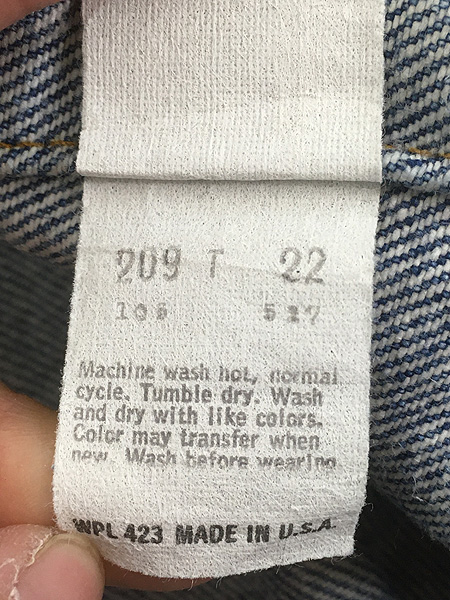 209 T 22
105 527
Machine wash hot, normal
cycle. Tumble dry. Wash
and dry with like colors.
Color may transfer when
new. Wash before wearing
WPL 423 MADE IN U.S.A.